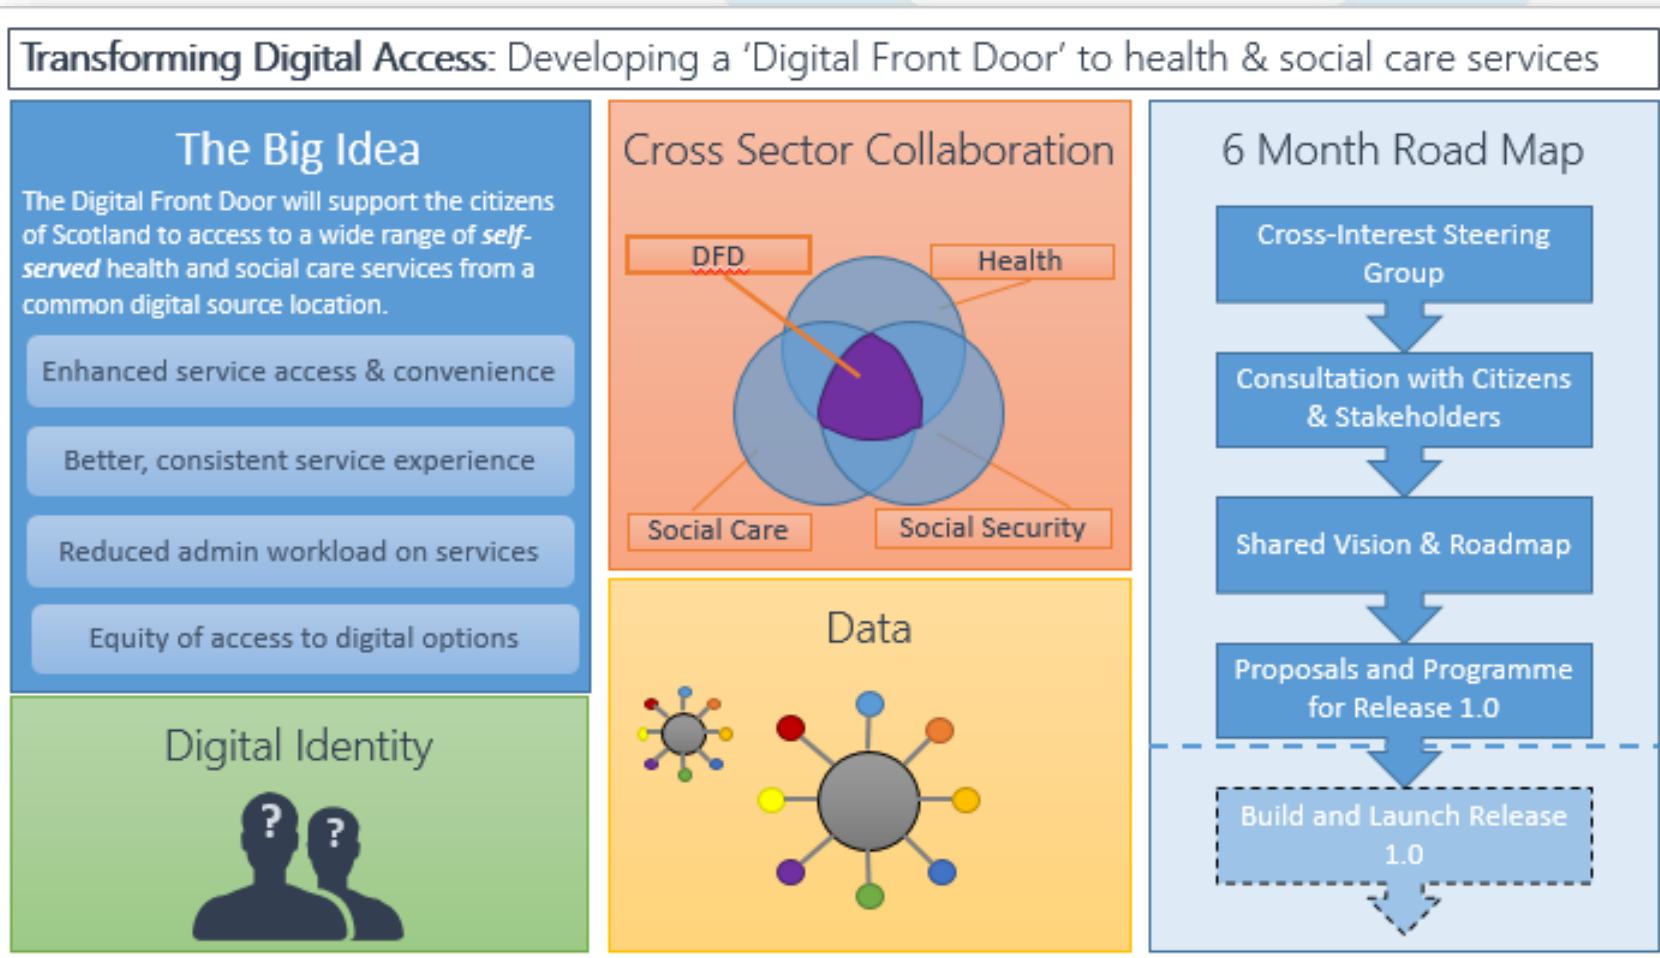 Transforming Digital Access: Developing a ‘Digital Front Door’ to health & social care services
The Big Idea
The Digital Front Door will support the citizens
of Scotland to access to a wide range of self-
served health and social care services from a
common digital source location.
Enhanced service access & convenience
Better, consistent service experience
Reduced admin workload on services
Equity of access to digital options
Digital Identity
? ?
Cross Sector Collaboration
DFD
Health
Social Care
Social Security
Data
6 Month Road Map
Cross-Interest Steering
Group
Consultation with Citizens
& Stakeholders
Shared Vision & Roadmap
Proposals and Programme
for Release 1.0
Build and Launch Release
1.0